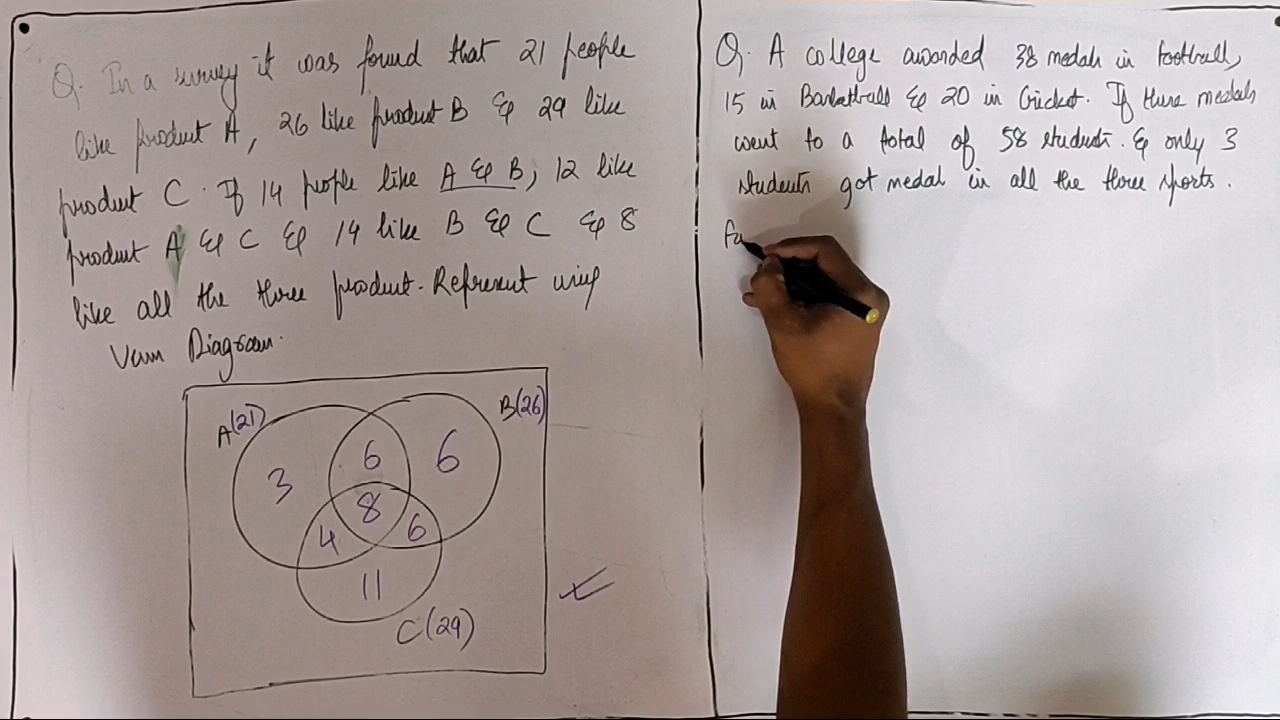 Q. In a survey it was found that 21 people
like product A, 26 like product B & 29 like
product C. If 14 people like A & B, 12 like
product A & C & 14 like B & C & 8
like all the three product. Represent using
Venn Diagram.
A(21)
B(26)
6
6
3
8
4
6
11
C(29)
Q. A college awarded 38 medals in football,
15 in Basketball & 20 in Cricket. If these medals
went to a total of 58 students. & only 3
students got medal in all the three sports.